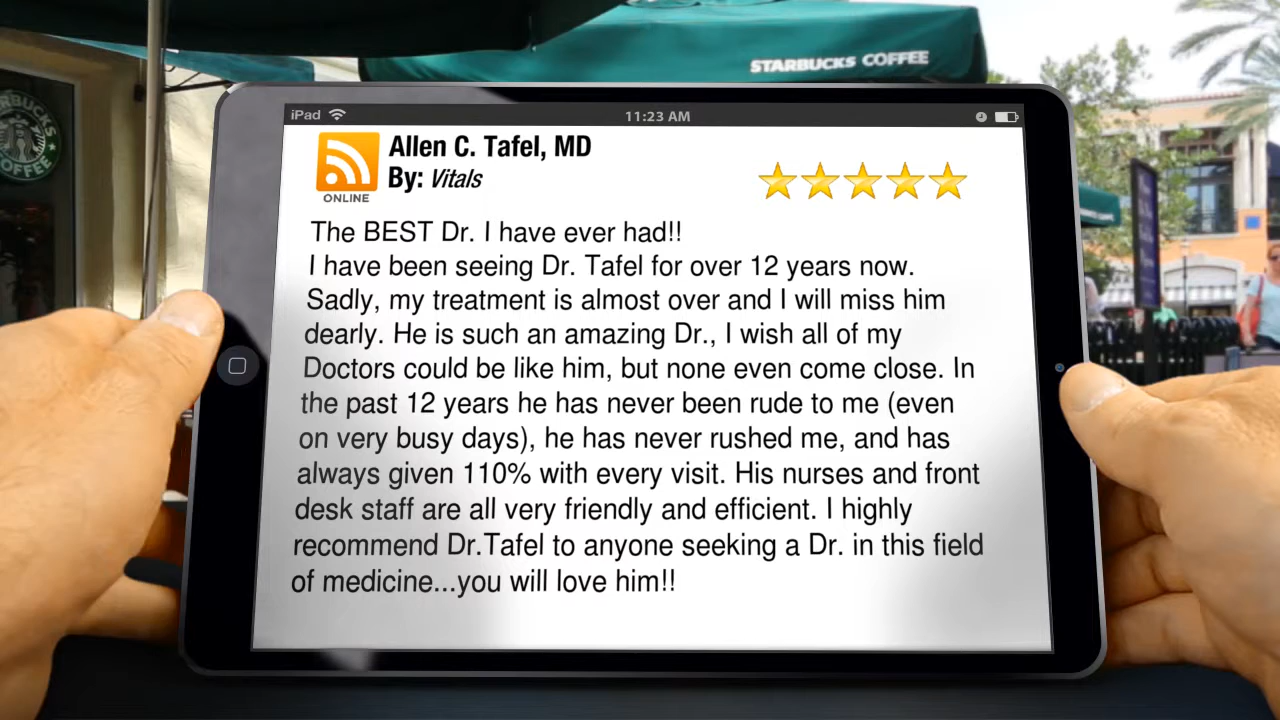 STARBUCKS COFFEE
iPad
11:23 AM
Allen C. Tafel, MD
By: Vitals
ONLINE
The BEST Dr. I have ever had!!
I have been seeing Dr. Tafel for over 12 years now.
Sadly, my treatment is almost over and I will miss him
dearly. He is such an amazing Dr., I wish all of my
Doctors could be like him, but none even come close. In
the past 12 years he has never been rude to me (even
on very busy days), he has never rushed me, and has
always given 110% with every visit. His nurses and front
desk staff are all very friendly and efficient. I highly
recommend Dr.Tafel to anyone seeking a Dr. in this field
of medicine...you will love him!!